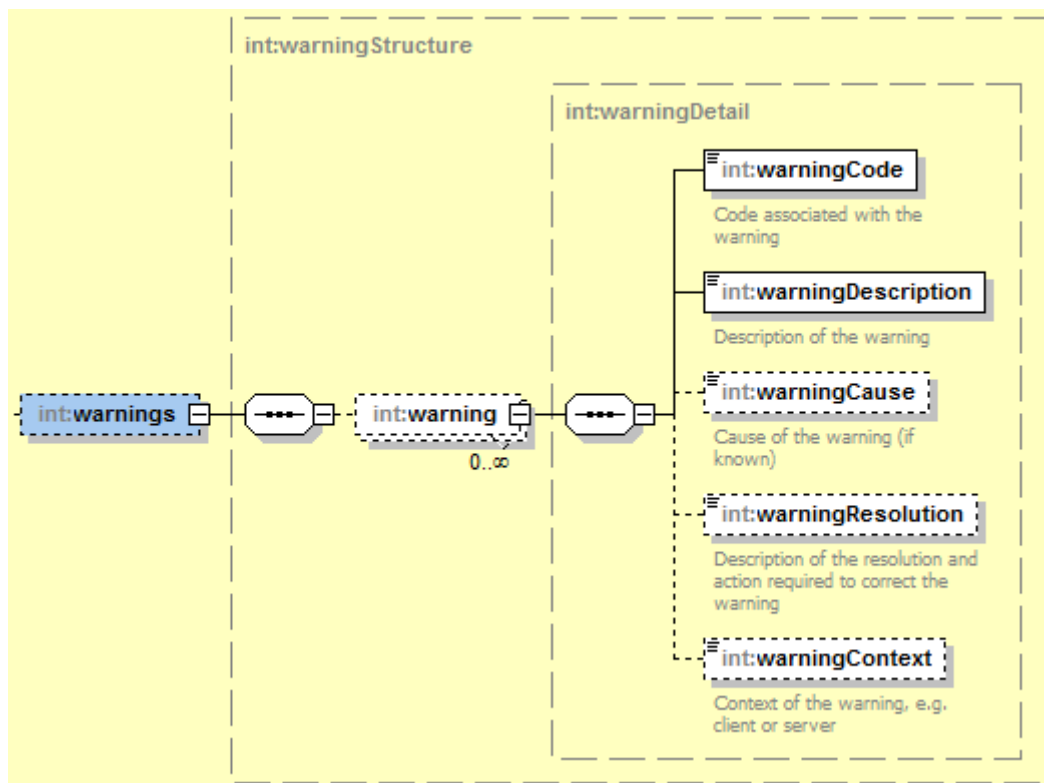 int:warningStructure
int:warningDetail
int:warningCode
Code associated with the
warning
int:warningDescription
Description of the warning
int:warnings
int:warning
0..∞
int:warningCause
Cause of the warning (if
known)
int:warningResolution
Description of the resolution and
action required to correct the
warning
int:warningContext
Context of the warning, e.g.
client or server